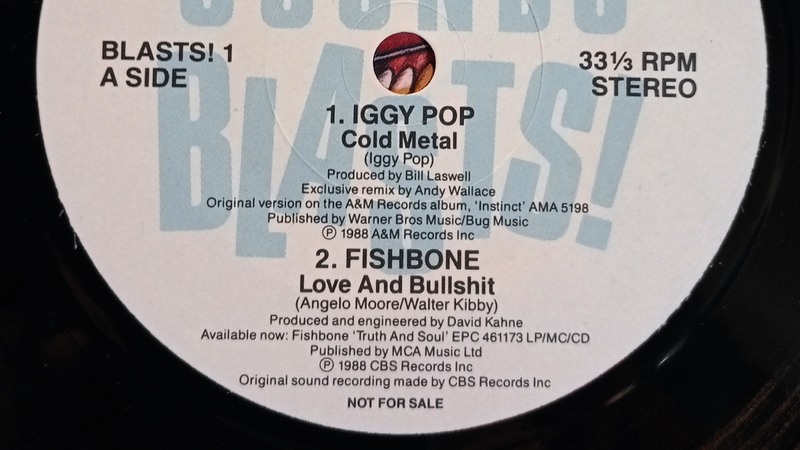 SOUNDS
BLASTS!
BLASTS! 1
A SIDE
33⅓ RPM
STEREO
1. IGGY POP
Cold Metal
(Iggy Pop)
Produced by Bill Laswell
Exclusive remix by Andy Wallace
Original version on the A&M Records album, 'Instinct' AMA 5198
Published by Warner Bros Music/Bug Music
℗ 1988 A&M Records Inc
2. FISHBONE
Love And Bullshit
(Angelo Moore/Walter Kibby)
Produced and engineered by David Kahne
Available now: Fishbone 'Truth And Soul' EPC 461173 LP/MC/CD
Published by MCA Music Ltd
℗ 1988 CBS Records Inc
Original sound recording made by CBS Records Inc
NOT FOR SALE